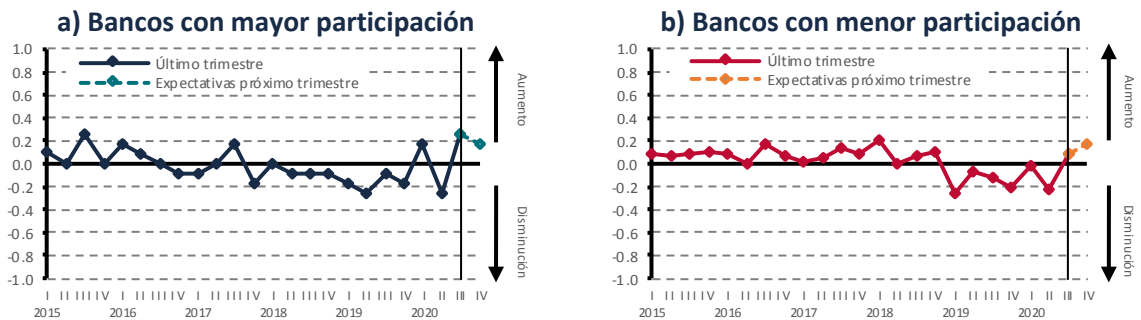 a) Bancos con mayor participación
1.0
0.8
0.6
0.4
0.2
0.0
-0.2
-0.4
-0.6
-0.8
-1.0
Último trimestre
Expectativas próximo trimestre
Aumento
Disminución
I II III IV I II III IV I II III IV I II III IV I II III IV I II III IV
2015 2016 2017 2018 2019 2020
b) Bancos con menor participación
1.0
0.8
0.6
0.4
0.2
0.0
-0.2
-0.4
-0.6
-0.8
-1.0
Último trimestre
Expectativas próximo trimestre
Aumento
Disminución
I II III IV I II III IV I II III IV I II III IV I II III IV I II III IV
2015 2016 2017 2018 2019 2020